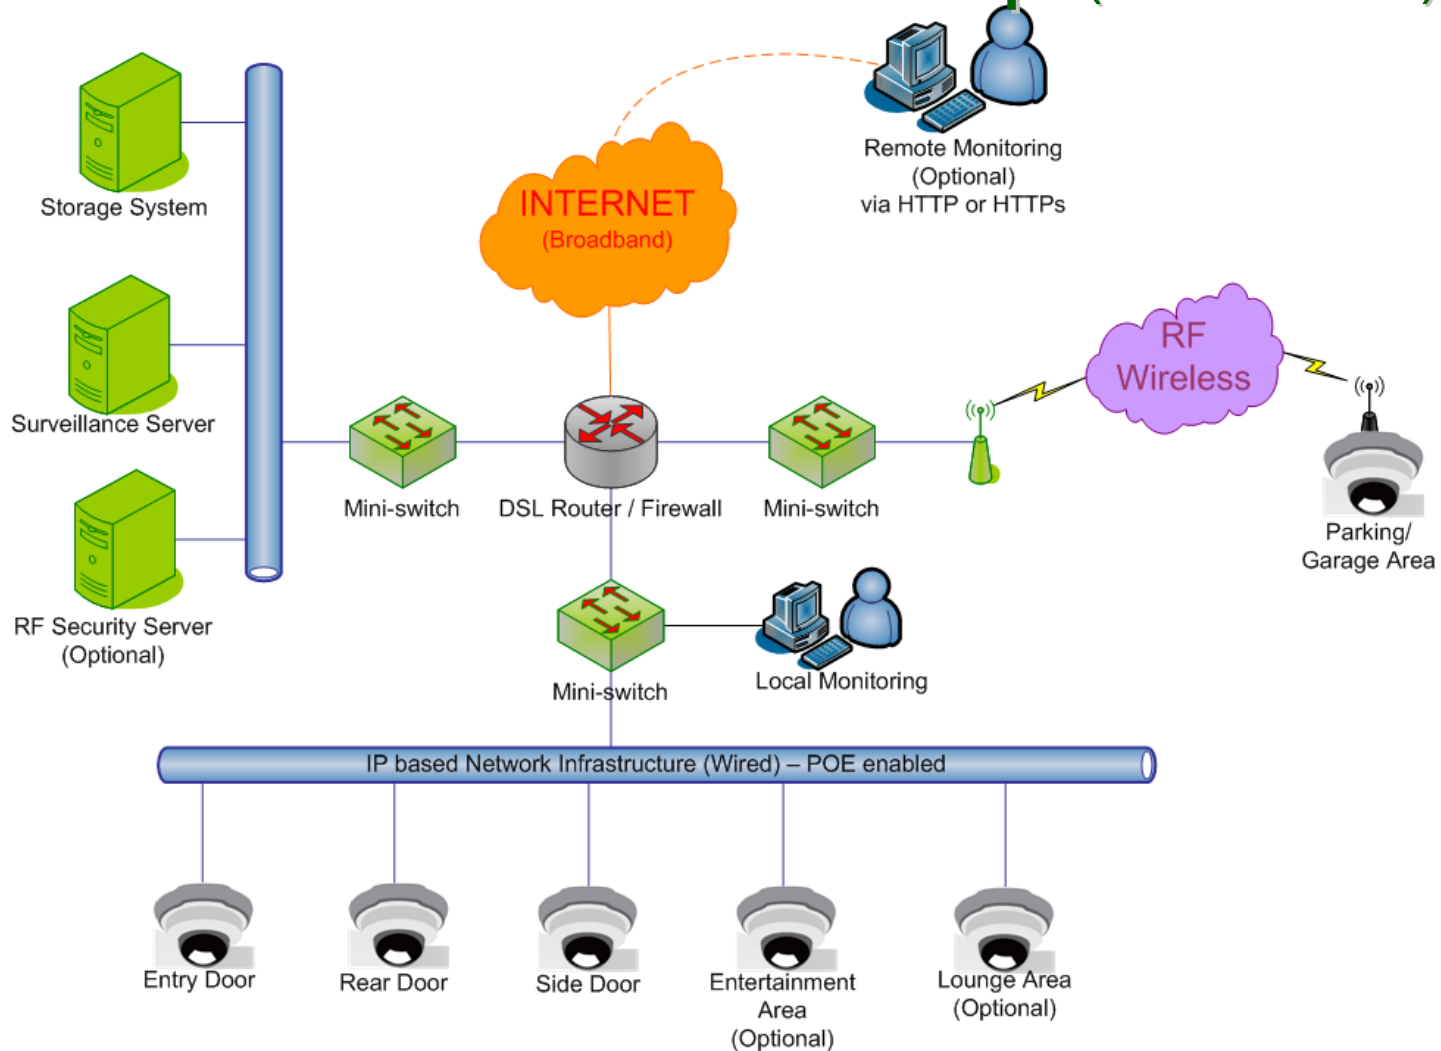 Remote Monitoring
(Optional)
via HTTP or HTTPs
INTERNET
(Broadband)
Storage System
Surveillance Server
RF Security Server
(Optional)
Mini-switch
DSL Router / Firewall
Mini-switch
RF
Wireless
Parking/
Garage Area
Mini-switch
Local Monitoring
IP based Network Infrastructure (Wired) – POE enabled
Entry Door
Rear Door
Side Door
Entertainment
Area
(Optional)
Lounge Area
(Optional)